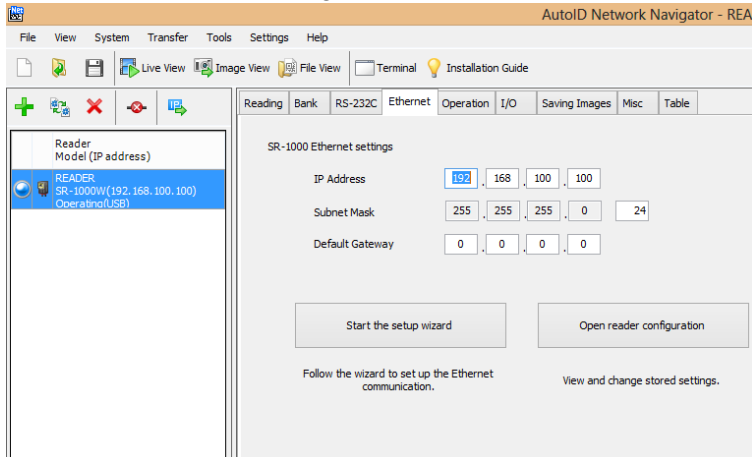 AutoID Network Navigator - REA
File View System Transfer Tools Settings Help
Live View Image View File View Terminal Installation Guide
Reading Bank RS-232C Ethernet Operation I/O Saving Images Misc Table
Reader
Model (IP address)
READER
SR-1000W(192.168.100.100)
Operating(USB)
SR-1000 Ethernet settings
IP Address 192 . 168 . 100 . 100
Subnet Mask 255 . 255 . 255 . 0 24
Default Gateway 0 . 0 . 0 . 0
Start the setup wizard
Follow the wizard to set up the Ethernet
communication.
Open reader configuration
View and change stored settings.